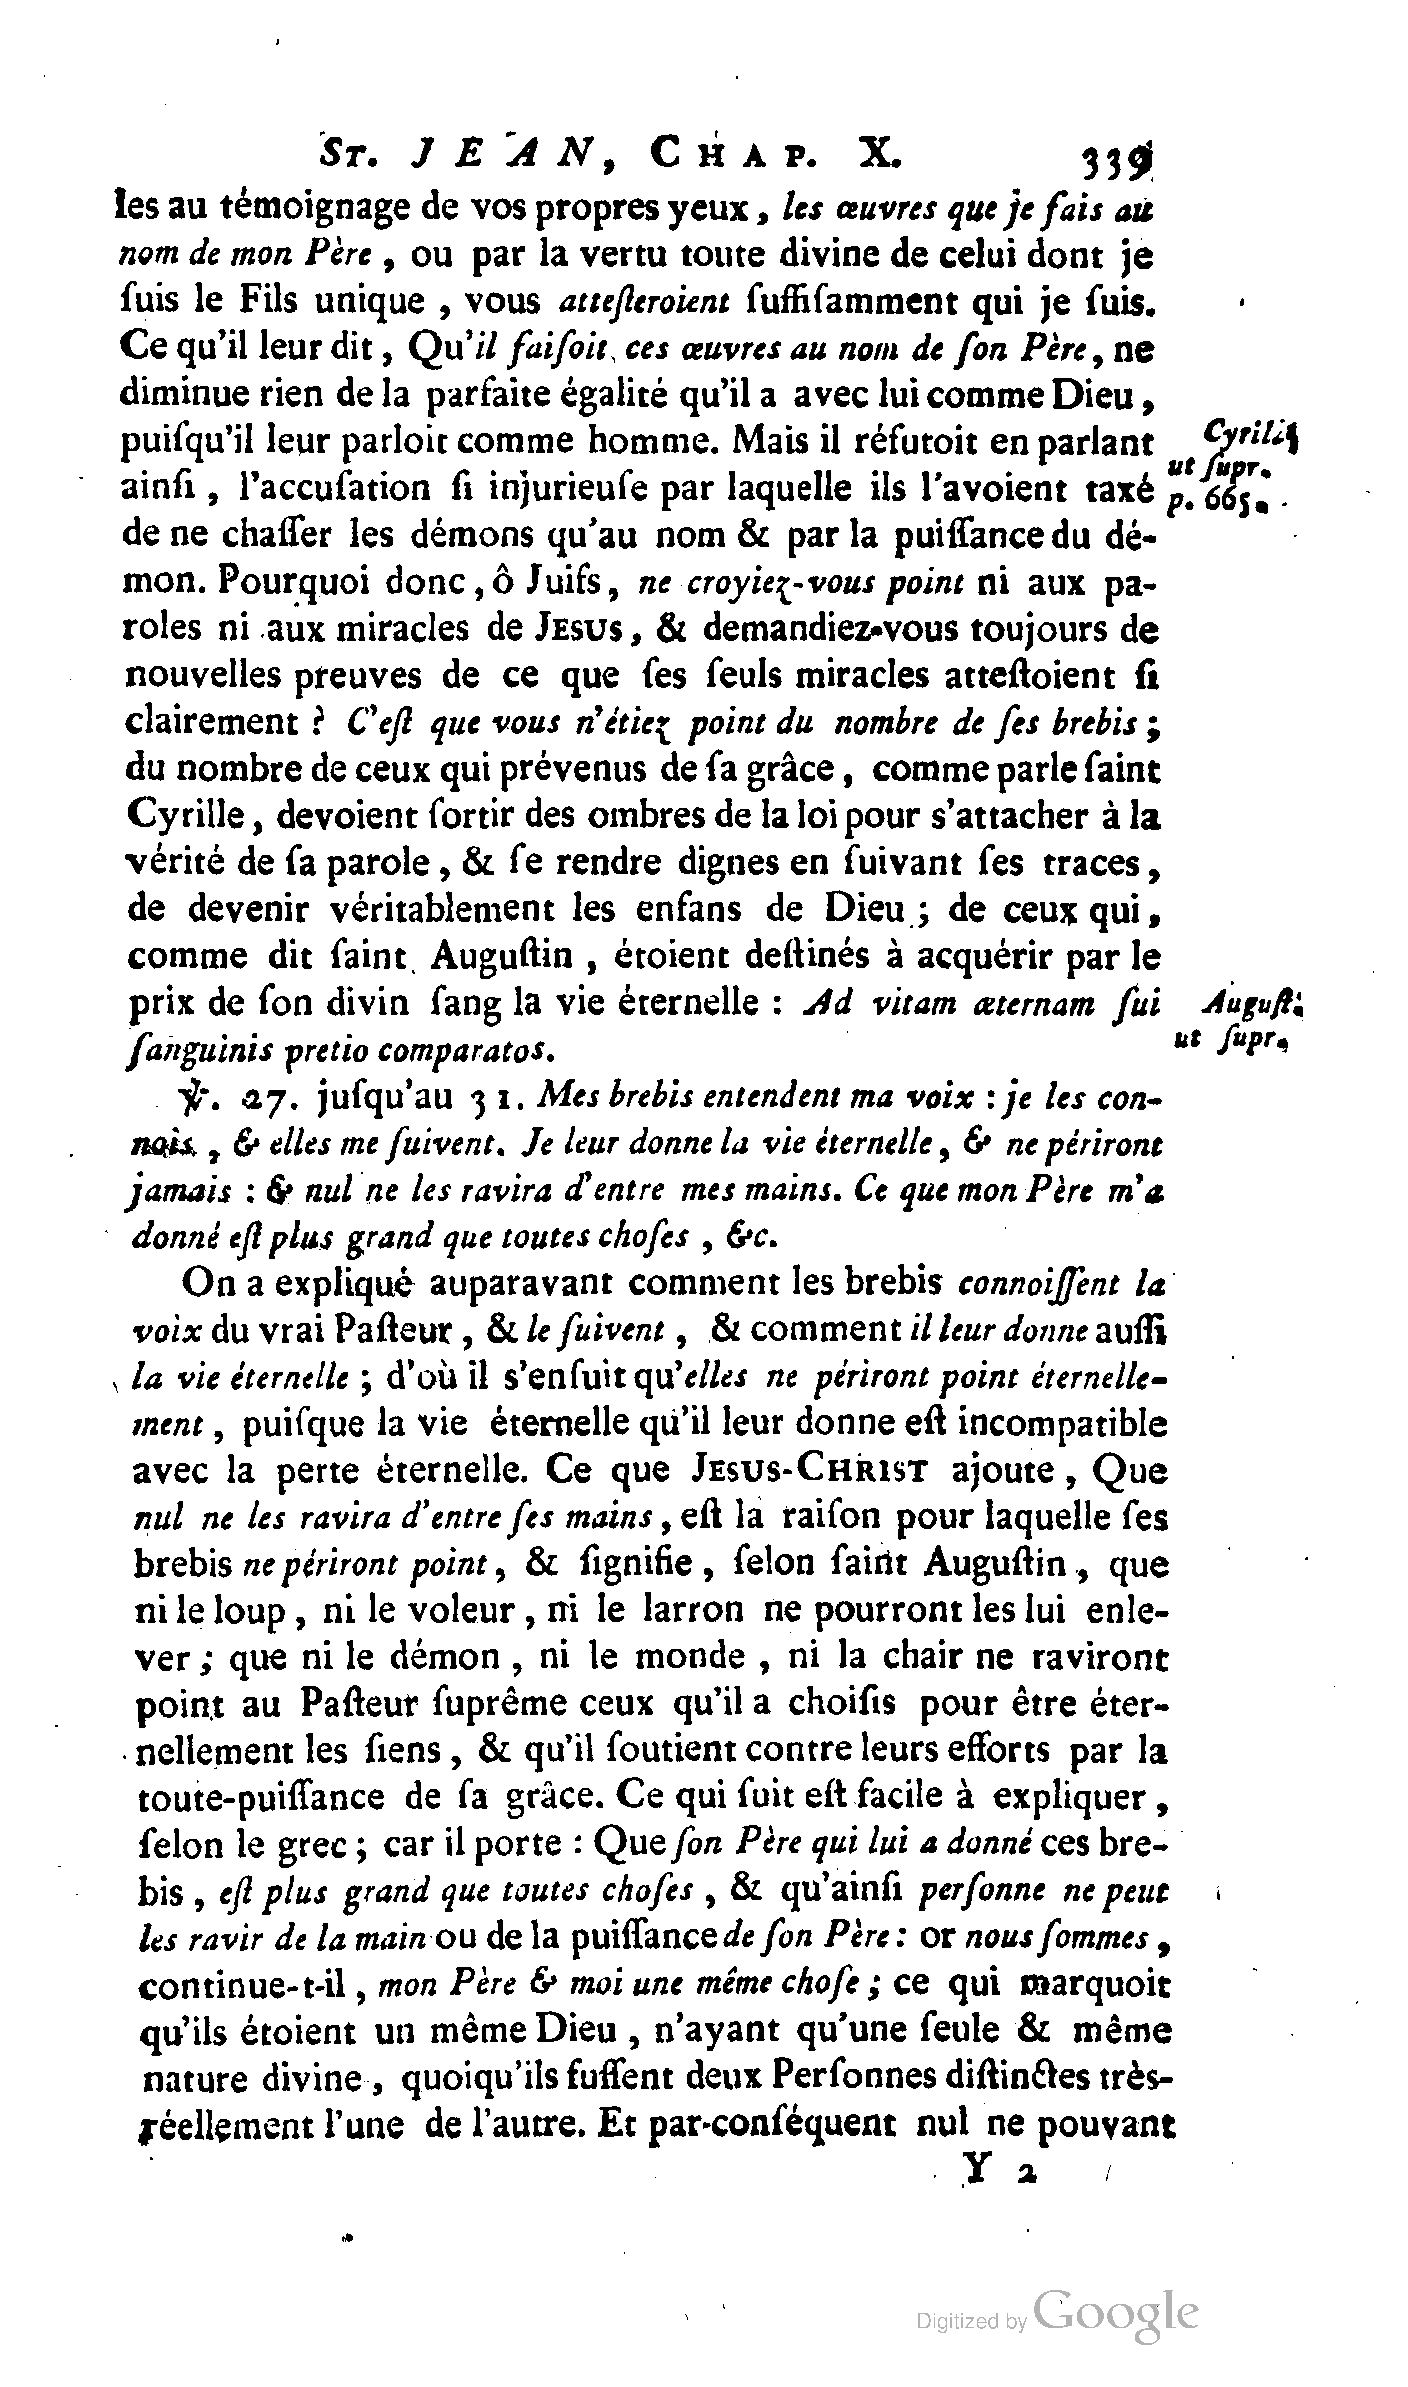 ST. JEAN, CHAP. X. 339
les au témoignage de vos propres yeux, les œuvres que je fais au
nom de mon Père, ou par la vertu toute divine de celui dont je
ſuis le Fils unique, vous atteſteroient ſuffiſamment qui je ſuis.
Ce qu'il leur dit, Qu'il faiſoit ces œuvres au nom de ſon Père, ne
diminue rien de la parfaite égalité qu'il a avec lui comme Dieu,
puiſqu'il leur parloit comme homme. Mais il réfutoit en parlant
Cyrill.
ut ſupr.
ainſi, l'accuſation ſi injurieuſe par laquelle ils l'avoient taxé
p. 665.
de ne chaſſer les démons qu'au nom & par la puiſſance du dé-
mon. Pourquoi donc, ô Juifs, ne croyiez-vous point ni aux pa-
roles ni aux miracles de JESUS, & demandiez-vous toujours de
nouvelles preuves de ce que ſes ſeuls miracles atteſtoient ſi
clairement ? C'eſt que vous n'étiez point du nombre de ſes brebis ;
du nombre de ceux qui prévenus de ſa grâce, comme parle ſaint
Cyrille, devoient ſortir des ombres de la loi pour s'attacher à la
vérité de ſa parole, & ſe rendre dignes en ſuivant ſes traces,
de devenir véritablement les enfans de Dieu ; de ceux qui,
comme dit ſaint Auguſtin, étoient deſtinés à acquérir par le
prix de ſon divin ſang la vie éternelle : Ad vitam æternam ſui
Auguſt.
ut ſupr.
ſanguinis pretio comparatos.
℣. 27. juſqu'au 31. Mes brebis entendent ma voix : je les con-
nois, & elles me ſuivent. Je leur donne la vie éternelle, & ne périront
jamais : & nul ne les ravira d'entre mes mains. Ce que mon Père m'a
donné eſt plus grand que toutes choſes, &c.
On a expliqué auparavant comment les brebis connoiſſent la
voix du vrai Paſteur, & le ſuivent, & comment il leur donne auſſi
la vie éternelle ; d'où il s'enſuit qu'elles ne périront point éternelle-
ment, puiſque la vie éternelle qu'il leur donne eſt incompatible
avec la perte éternelle. Ce que JESUS-CHRIST ajoute, Que
nul ne les ravira d'entre ſes mains, eſt la raiſon pour laquelle ſes
brebis ne périront point, & ſignifie, ſelon ſaint Auguſtin, que
ni le loup, ni le voleur, ni le larron ne pourront les lui enle-
ver ; que ni le démon, ni le monde, ni la chair ne raviront
point au Paſteur ſuprême ceux qu'il a choiſis pour être éter-
nellement les ſiens, & qu'il ſoutient contre leurs efforts par la
toute-puiſſance de ſa grâce. Ce qui ſuit eſt facile à expliquer,
ſelon le grec ; car il porte : Que ſon Père qui lui a donné ces bre-
bis, eſt plus grand que toutes choſes, & qu'ainſi perſonne ne peut
les ravir de la main ou de la puiſſance de ſon Père : or nous ſommes,
continue-t-il, mon Père & moi une même choſe ; ce qui marquoit
qu'ils étoient un même Dieu, n'ayant qu'une ſeule & même
nature divine, quoiqu'ils fuſſent deux Perſonnes diſtinctes très-
réellement l'une de l'autre. Et par-conſéquent nul ne pouvant
Y 2
Digitized by Google